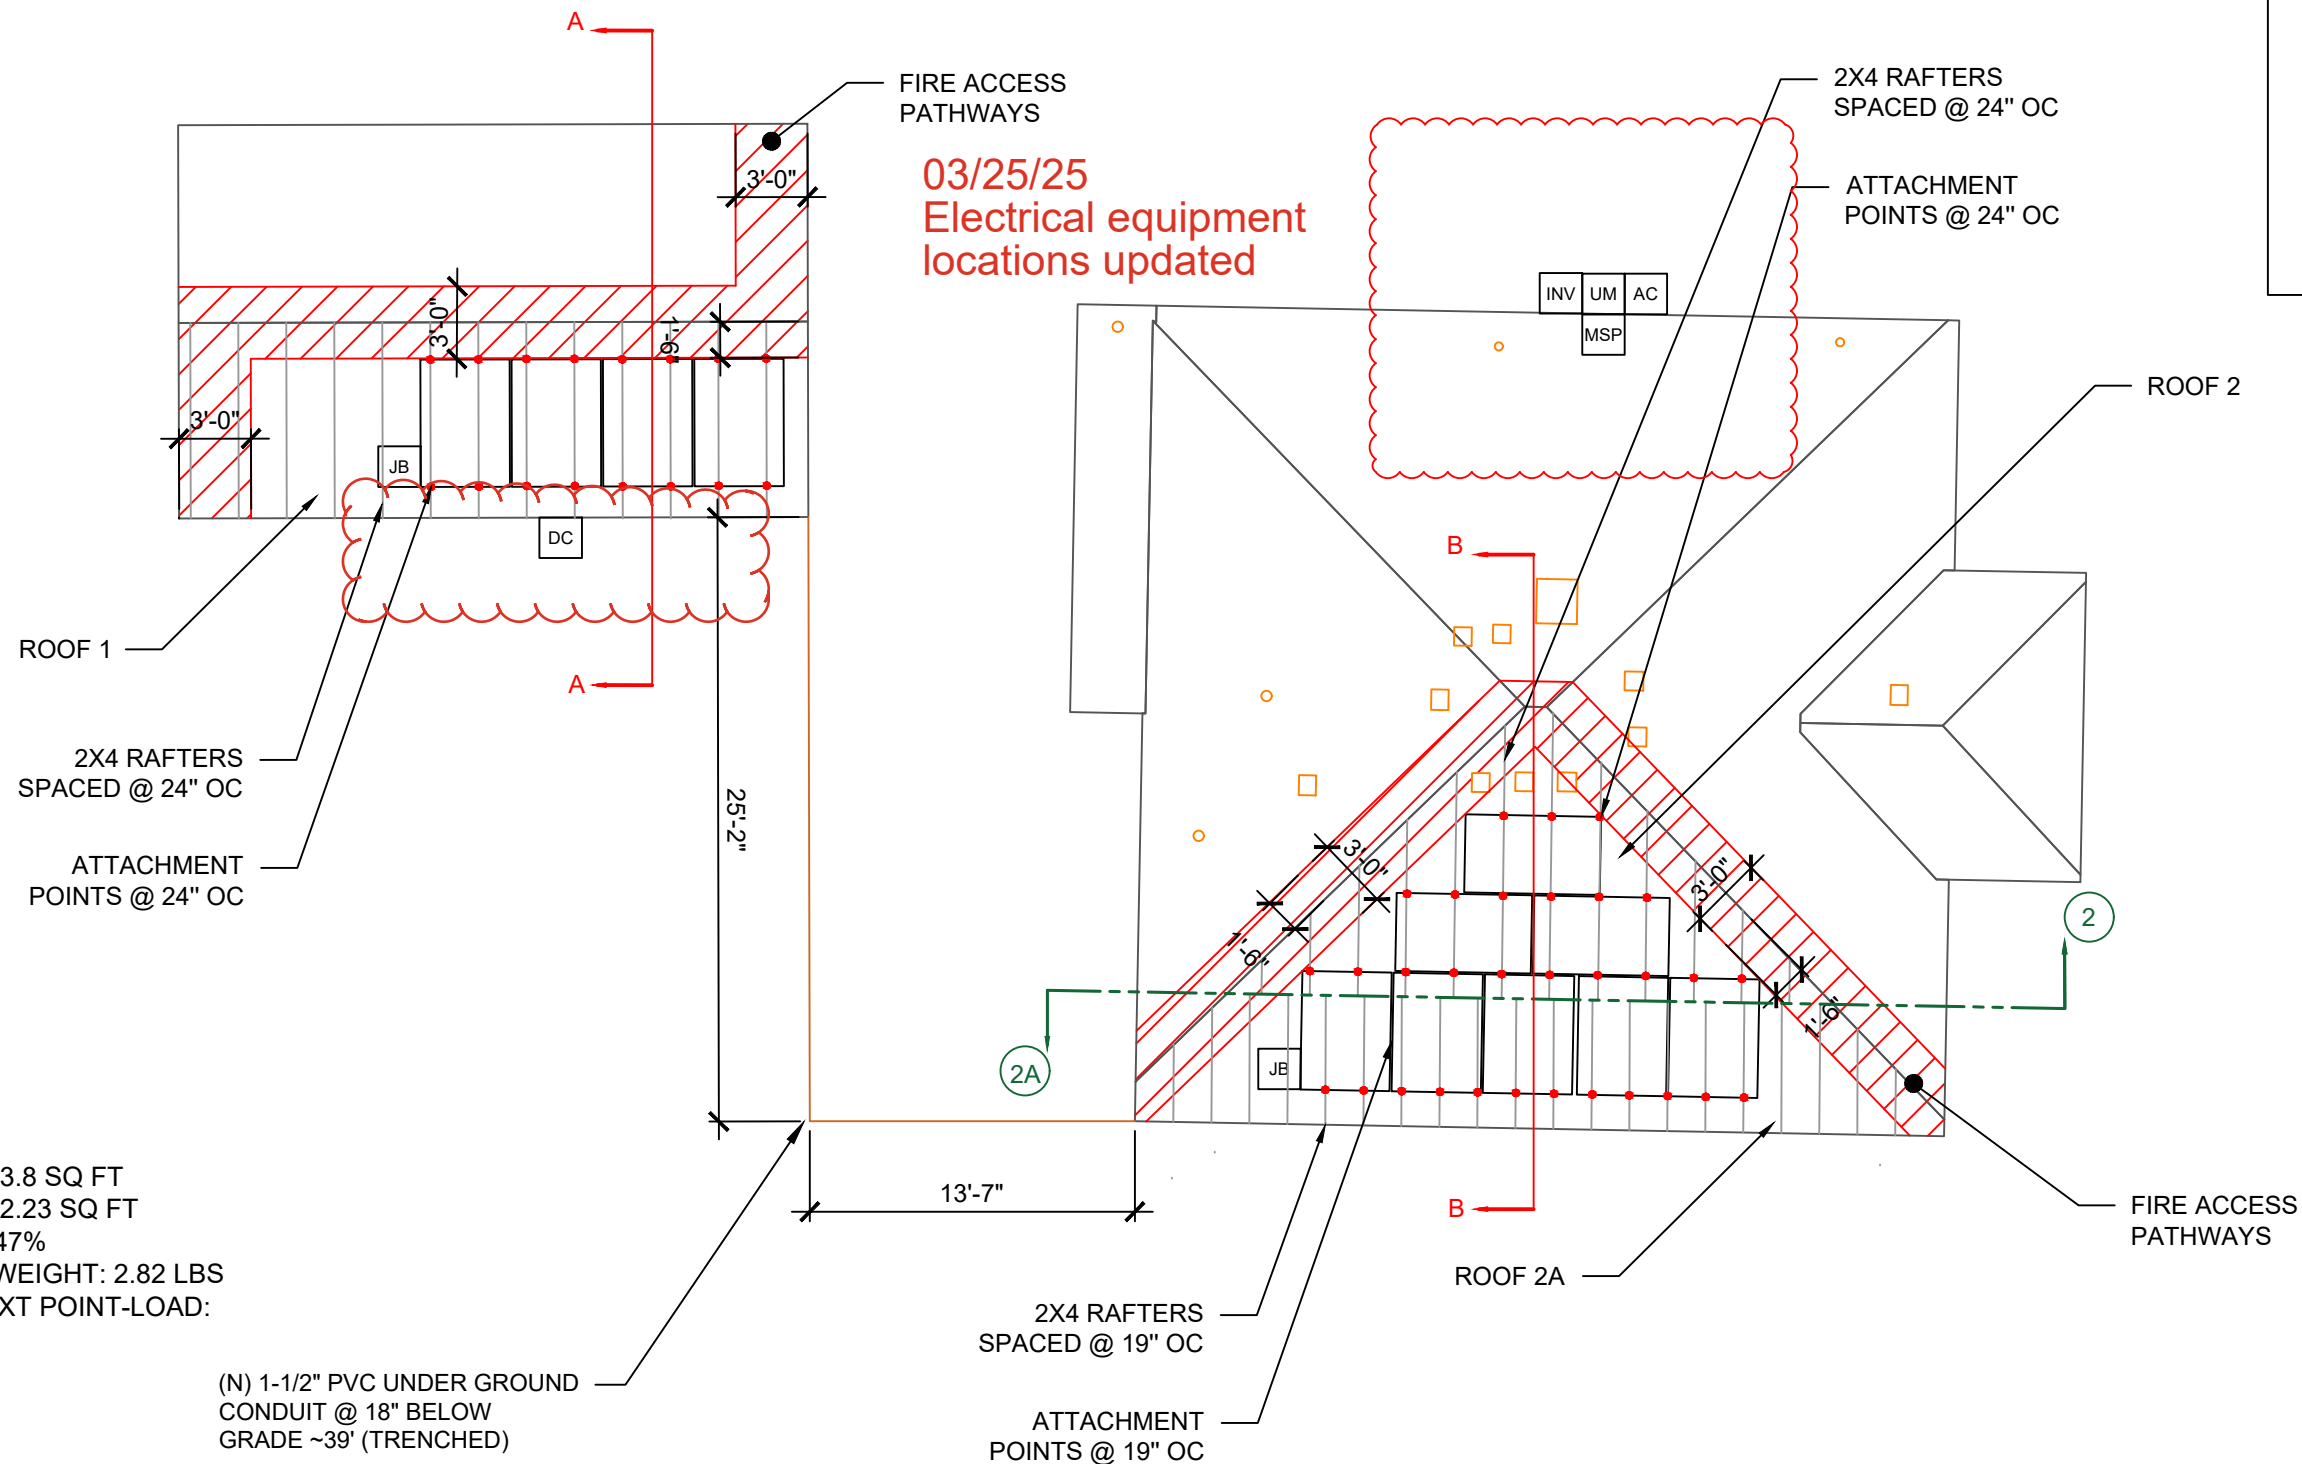 A
FIRE ACCESS
PATHWAYS
2X4 RAFTERS
SPACED @ 24" OC
03/25/25
Electrical equipment
locations updated
3'-0"
ATTACHMENT
POINTS @ 24" OC
INV UM AC
MSP
3'-0"
1'-6"
ROOF 2
3'-0"
JB
DC
B
ROOF 1
A
2X4 RAFTERS
SPACED @ 24" OC
25'-2"
ATTACHMENT
POINTS @ 24" OC
3'-0"
3'-0"
1'-6"
1'-6"
2
2A
JB
3.8 SQ FT
2.23 SQ FT
47%
WEIGHT: 2.82 LBS
XT POINT-LOAD:
13'-7"
B
FIRE ACCESS
PATHWAYS
ROOF 2A
2X4 RAFTERS
SPACED @ 19" OC
(N) 1-1/2" PVC UNDER GROUND
CONDUIT @ 18" BELOW
GRADE ~39' (TRENCHED)
ATTACHMENT
POINTS @ 19" OC